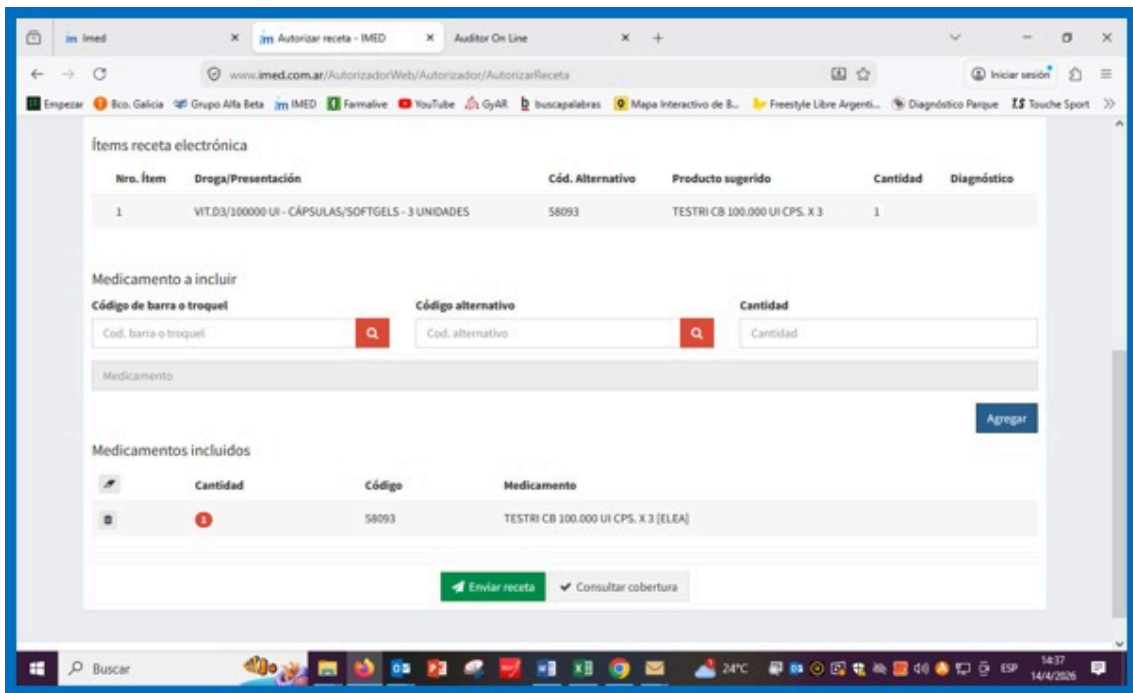 im Imed
im Autorizar receta - IMED
Auditor On Line
www.imed.com.ar/AutorizadorWeb/Autorizador/AutorizarReceta
Iniciar sesión
Empezar Bco. Galicia Grupo Alfa Beta im IMED Farmalive YouTube GyAR b buscapalabras Mapa Interactivo de B... Freestyle Libre Argenti... Diagnóstico Parque T.S Touche Sport
Ítems receta electrónica
Nro. Ítem Droga/Presentación Cód. Alternativo Producto sugerido Cantidad Diagnóstico
1 VIT.D3/100000 UI - CÁPSULAS/SOFTGELS - 3 UNIDADES 58093 TESTRI CB 100.000 UI CPS. X 3 1
Medicamento a incluir
Código de barra o troquel Código alternativo Cantidad
Cod. barra o troquel Cod. alternativo Cantidad
Medicamento
Agregar
Medicamentos incluidos
Cantidad Código Medicamento
1 58093 TESTRI CB 100.000 UI CPS. X 3 [ELEA]
Enviar receta Consultar cobertura
Buscar 24°C ESP 14:37
14/4/2026